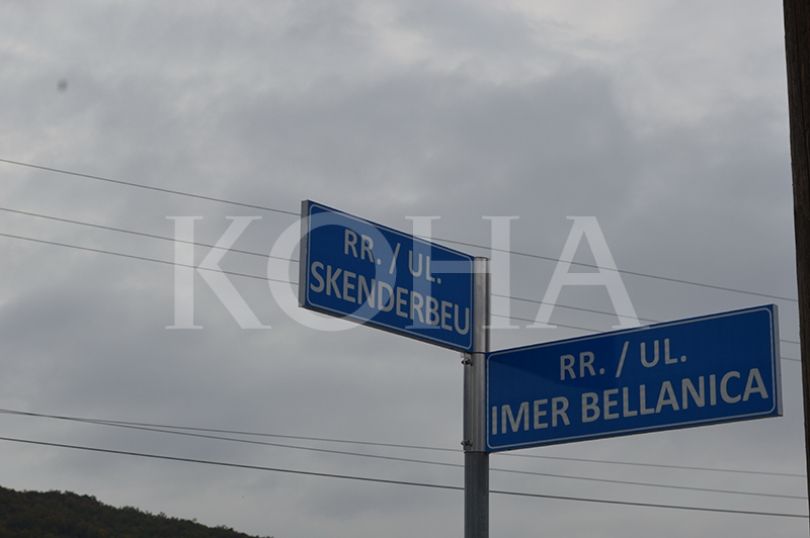 KOHA
RR. / UL.
SKENDERBEU
RR. / UL.
IMER BELLANICA